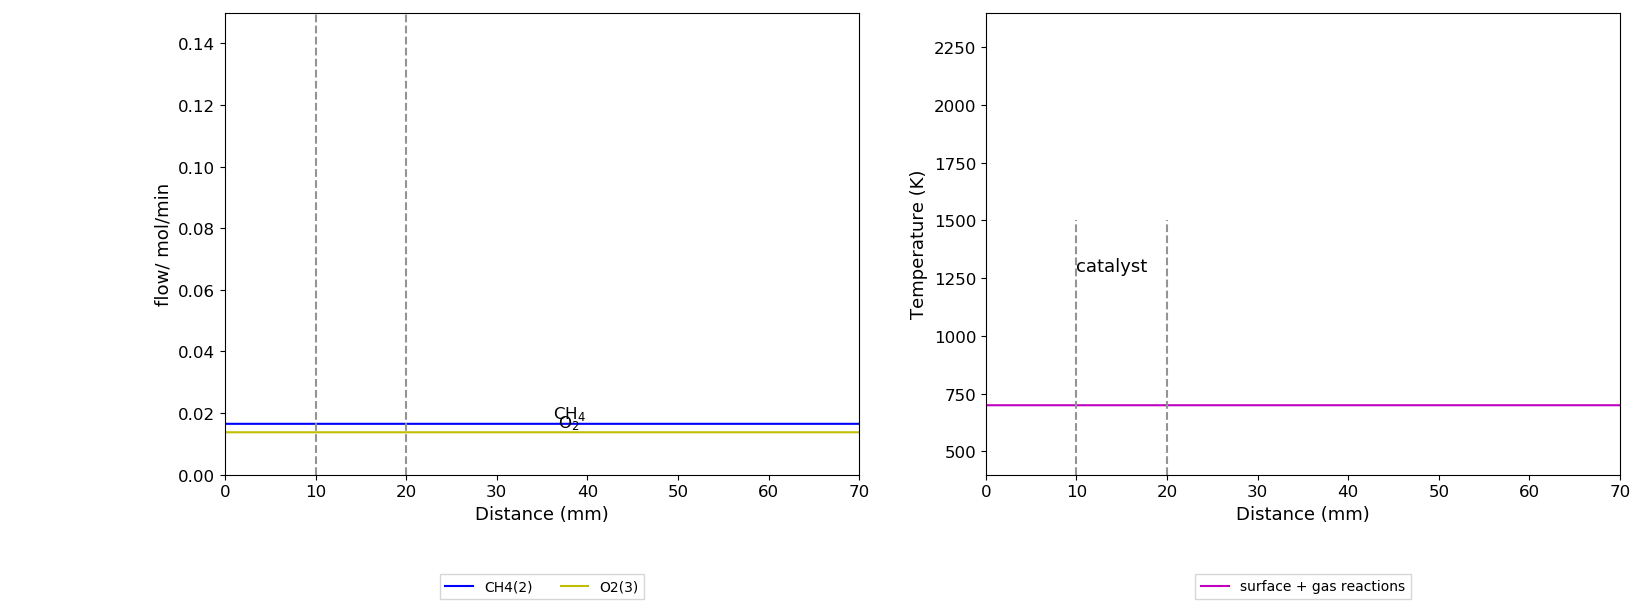 0.14
0.12
0.10
0.08
0.06
0.04
0.02
0.00
flow/ mol/min
CH₄
O₂
0 10 20 30 40 50 60 70
Distance (mm)
CH4(2) O2(3)
2250
2000
1750
1500
1250
1000
750
500
Temperature (K)
catalyst
0 10 20 30 40 50 60 70
Distance (mm)
surface + gas reactions